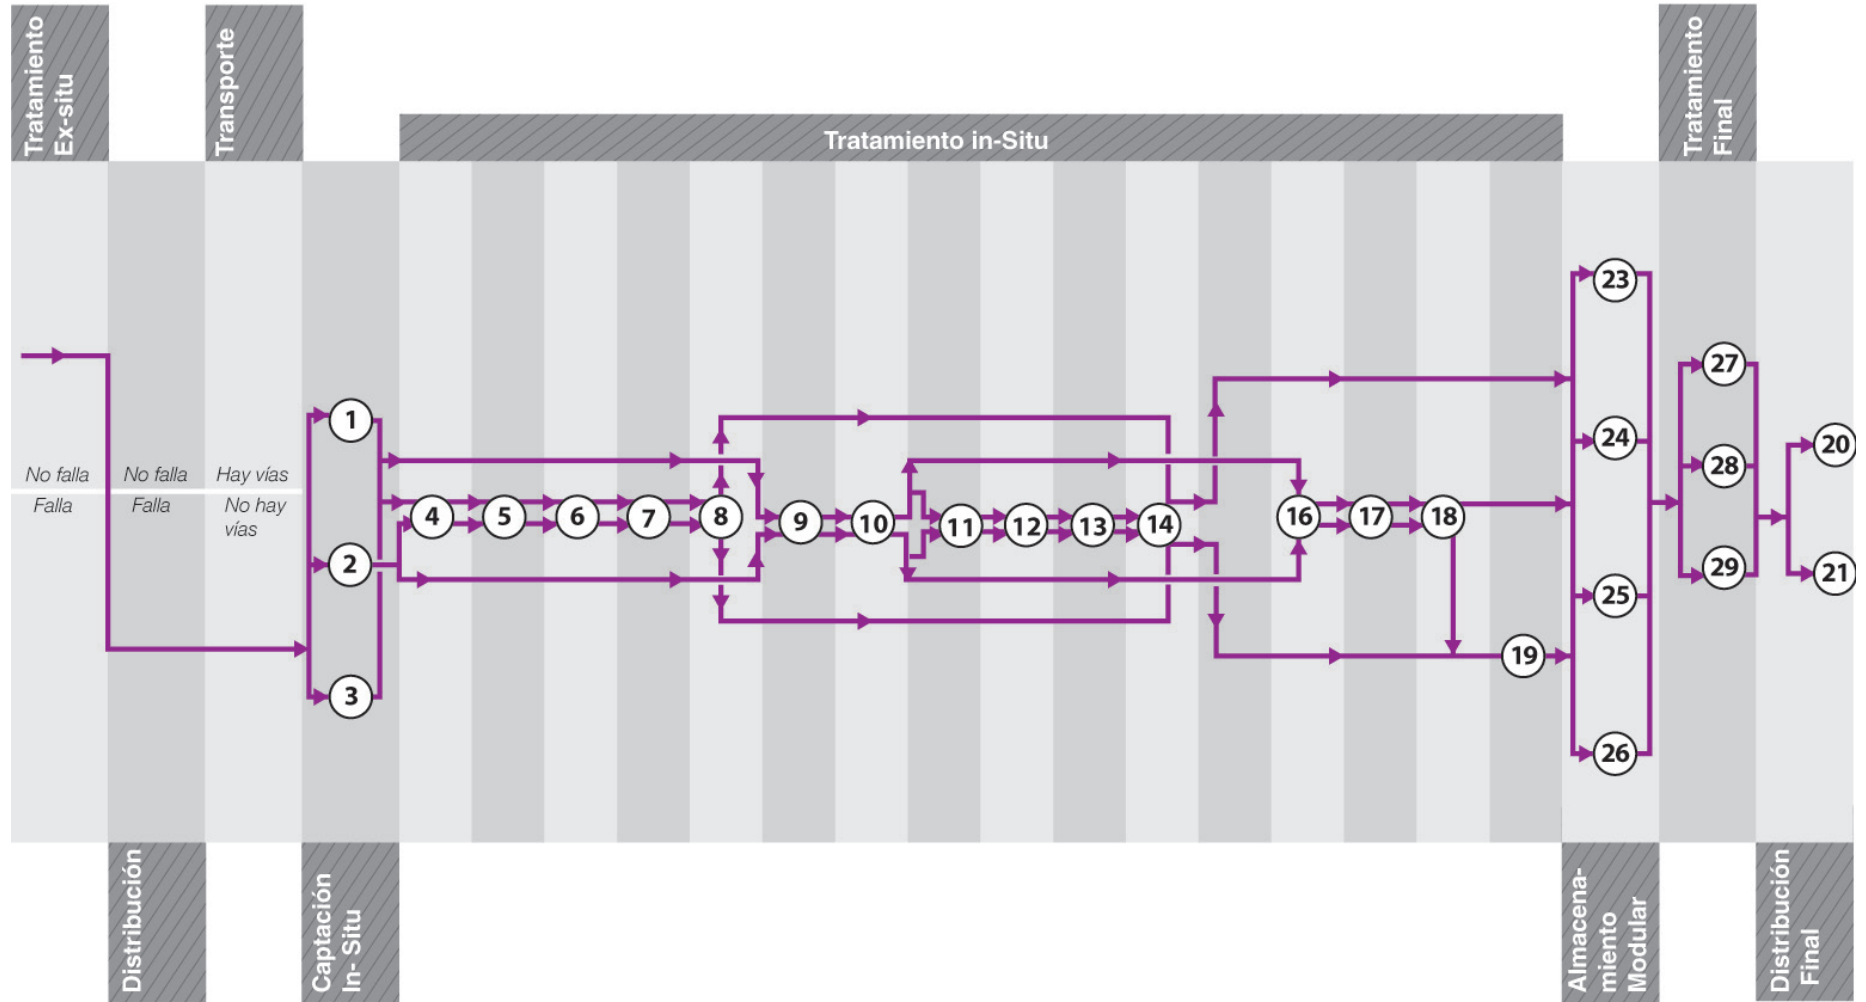 Tratamiento
Ex-situ
Transporte
Tratamiento in-Situ
Tratamiento
Final
No falla
No falla
Hay vías
Falla
Falla
No hay
vías
1
2
3
4
5
6
7
8
9
10
11
12
13
14
16
17
18
19
23
24
25
26
27
28
29
20
21
Distribución
Captación
In- Situ
Almacena-
miento
Modular
Distribución
Final